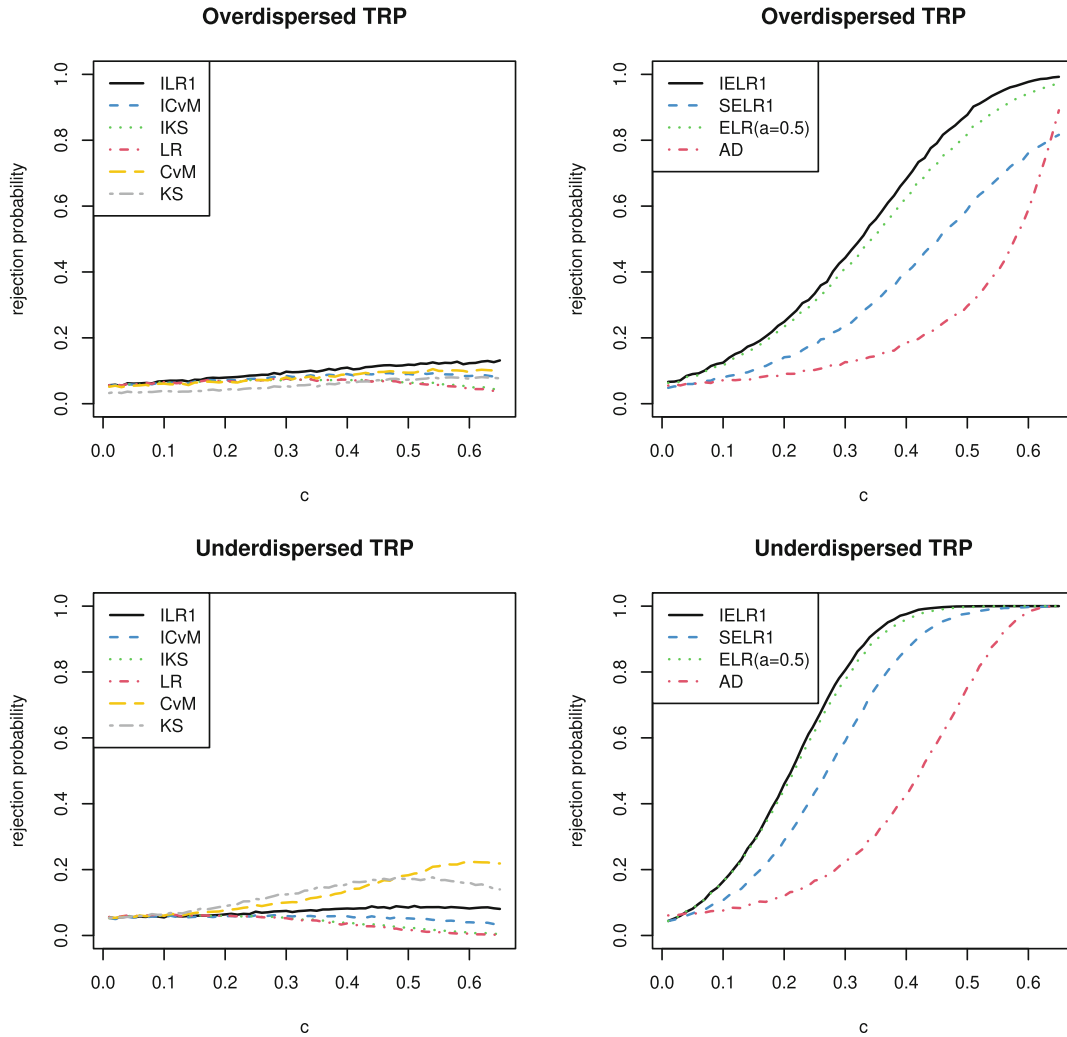 Overdispersed TRP
rejection probability
1.0
0.8
0.6
0.4
0.2
0.0
ILR1
ICvM
IKS
LR
CvM
KS
0.0 0.1 0.2 0.3 0.4 0.5 0.6
c
Overdispersed TRP
rejection probability
1.0
0.8
0.6
0.4
0.2
0.0
IELR1
SELR1
ELR(a=0.5)
AD
0.0 0.1 0.2 0.3 0.4 0.5 0.6
c
Underdispersed TRP
rejection probability
1.0
0.8
0.6
0.4
0.2
0.0
ILR1
ICvM
IKS
LR
CvM
KS
0.0 0.1 0.2 0.3 0.4 0.5 0.6
c
Underdispersed TRP
rejection probability
1.0
0.8
0.6
0.4
0.2
0.0
IELR1
SELR1
ELR(a=0.5)
AD
0.0 0.1 0.2 0.3 0.4 0.5 0.6
c